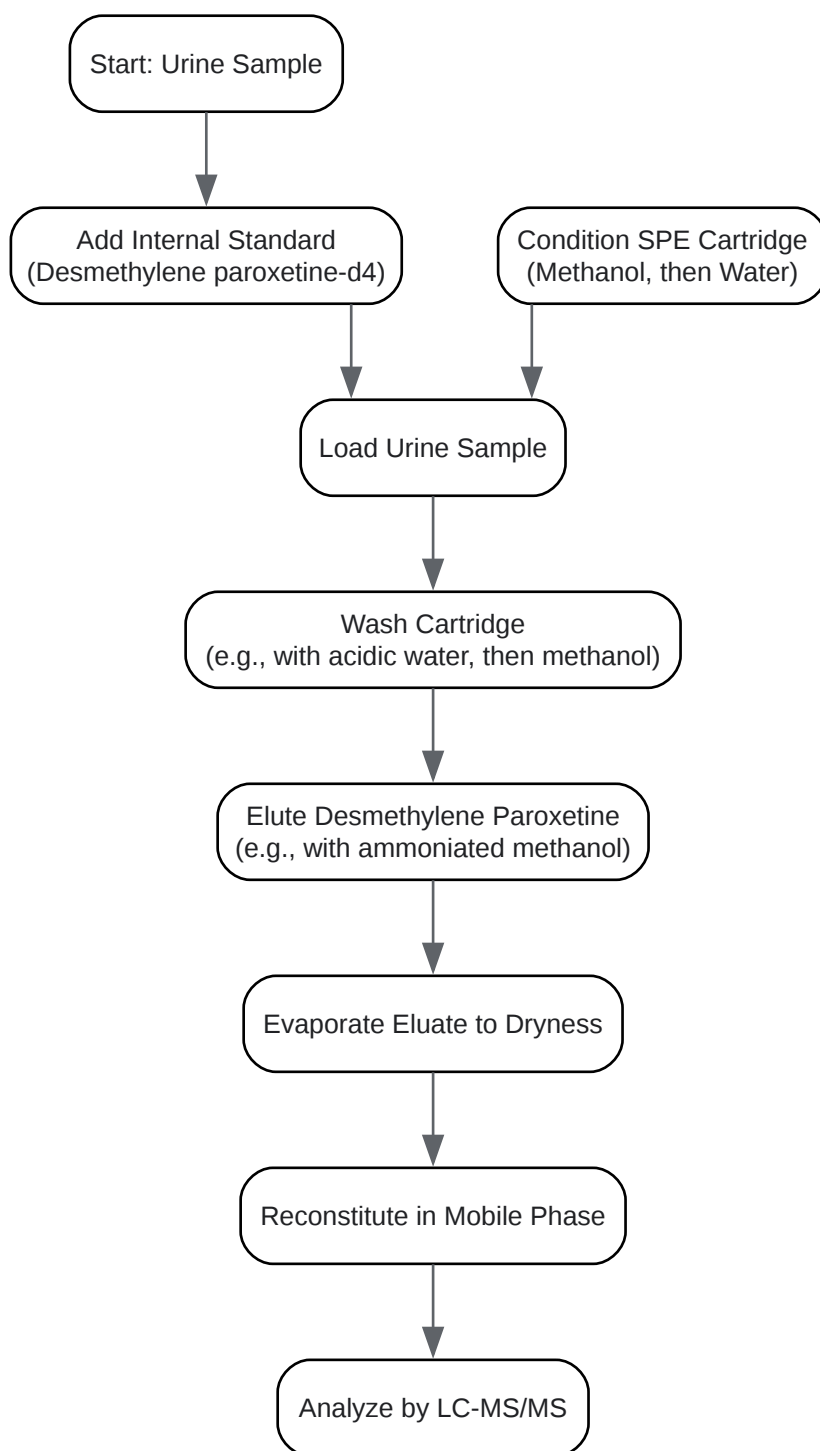 Start: Urine Sample
Add Internal Standard
(Desmethylene paroxetine-d4)
Condition SPE Cartridge
(Methanol, then Water)
Load Urine Sample
Wash Cartridge
(e.g., with acidic water, then methanol)
Elute Desmethylene Paroxetine
(e.g., with ammoniated methanol)
Evaporate Eluate to Dryness
Reconstitute in Mobile Phase
Analyze by LC-MS/MS